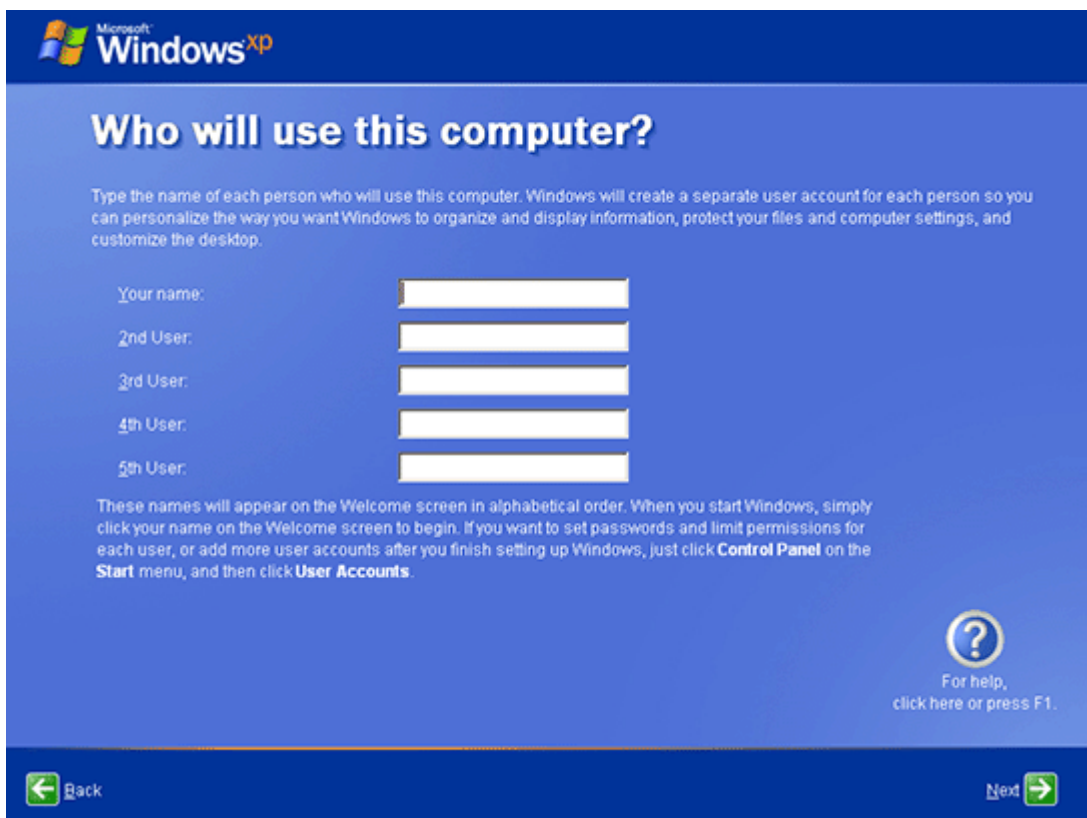 Microsoft
Windows xp
Who will use this computer?
Type the name of each person who will use this computer. Windows will create a separate user account for each person so you
can personalize the way you want Windows to organize and display information, protect your files and computer settings, and
customize the desktop.
Your name:
2nd User:
3rd User:
4th User:
5th User:
These names will appear on the Welcome screen in alphabetical order. When you start Windows, simply
click your name on the Welcome screen to begin. If you want to set passwords and limit permissions for
each user, or add more user accounts after you finish setting up Windows, just click Control Panel on the
Start menu, and then click User Accounts.
?
For help,
click here or press F1.
Back
Next